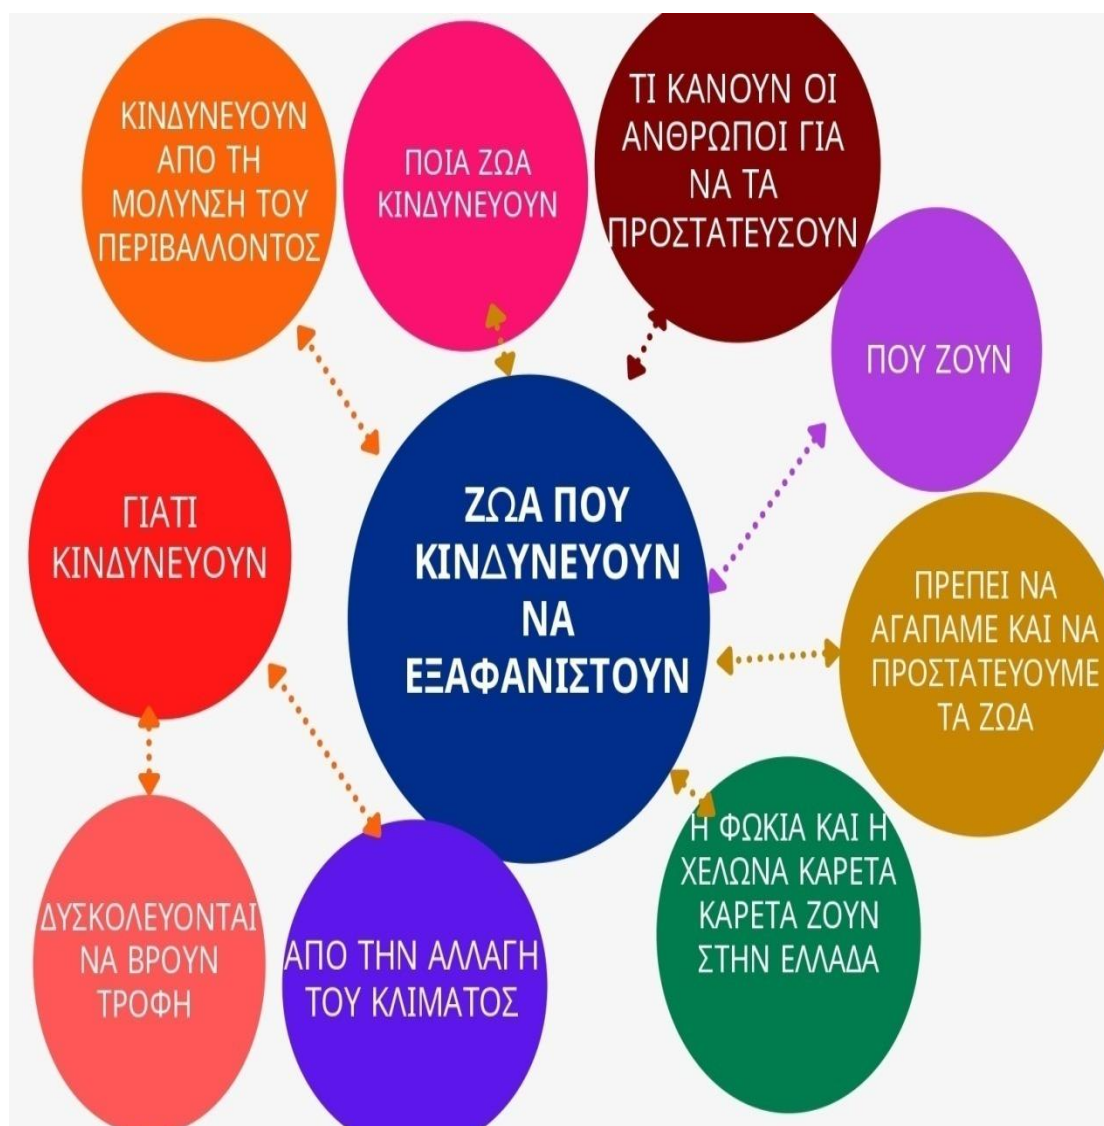 ΚΙΝΔΥΝΕΥΟΥΝ
ΑΠΟ ΤΗ
ΜΟΛΥΝΣΗ ΤΟΥ
ΠΕΡΙΒΑΛΛΟΝΤΟΣ
ΠΟΙΑ ΖΩΑ
ΚΙΝΔΥΝΕΥΟΥΝ
ΤΙ ΚΑΝΟΥΝ ΟΙ
ΑΝΘΡΩΠΟΙ ΓΙΑ
ΝΑ ΤΑ
ΠΡΟΣΤΑΤΕΥΣΟΥΝ
ΠΟΥ ΖΟΥΝ
ΓΙΑΤΙ
ΚΙΝΔΥΝΕΥΟΥΝ
ΖΩΑ ΠΟΥ
ΚΙΝΔΥΝΕΥΟΥΝ
ΝΑ
ΕΞΑΦΑΝΙΣΤΟΥΝ
ΠΡΕΠΕΙ ΝΑ
ΑΓΑΠΑΜΕ ΚΑΙ ΝΑ
ΠΡΟΣΤΑΤΕΥΟΥΜΕ
ΤΑ ΖΩΑ
ΔΥΣΚΟΛΕΥΟΝΤΑΙ
ΝΑ ΒΡΟΥΝ
ΤΡΟΦΗ
ΑΠΟ ΤΗΝ ΑΛΛΑΓΗ
ΤΟΥ ΚΛΙΜΑΤΟΣ
Η ΦΩΚΙΑ ΚΑΙ Η
ΧΕΛΩΝΑ ΚΑΡΕΤΑ
ΚΑΡΕΤΑ ΖΟΥΝ
ΣΤΗΝ ΕΛΛΑΔΑ